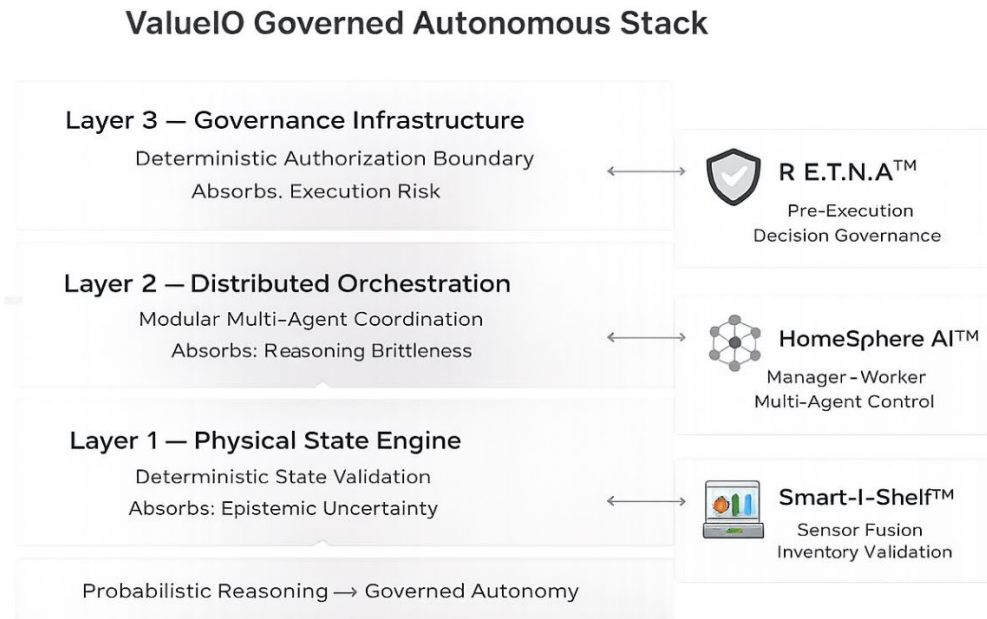 ValueIO Governed Autonomous Stack
Layer 3 — Governance Infrastructure
Deterministic Authorization Boundary
Absorbs. Execution Risk
R E.T.N.A™
Pre-Execution
Decision Governance
Layer 2 — Distributed Orchestration
Modular Multi-Agent Coordination
Absorbs: Reasoning Brittleness
HomeSphere AI™
Manager-Worker
Multi-Agent Control
Layer 1 — Physical State Engine
Deterministic State Validation
Absorbs: Epistemic Uncertainty
Smart-I-Shelf™
Sensor Fusion
Inventory Validation
Probabilistic Reasoning → Governed Autonomy